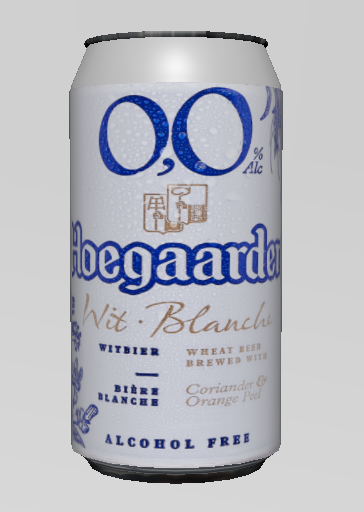 0,0
% Alc
Hoegaarden
Wit · Blanche
WITBIER
WHEAT BEER
BREWED WITH
BIÈRE
BLANCHE
Coriander &
Orange Peel
ALCOHOL FREE